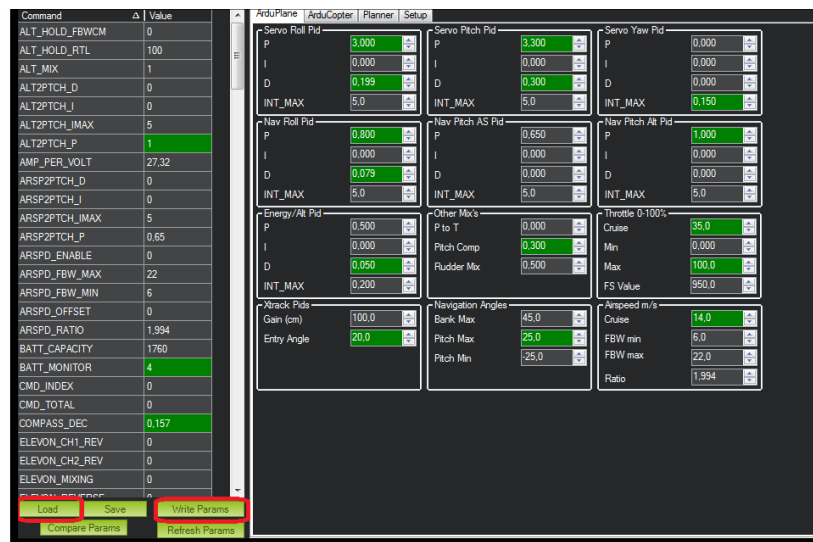 Command Value
ALT_HOLD_FBWCM 0
ALT_HOLD_RTL 100
ALT_MIX 1
ALT2PTCH_D 0
ALT2PTCH_I 0
ALT2PTCH_IMAX 5
ALT2PTCH_P 1
AMP_PER_VOLT 27,32
ARSP2PTCH_D 0
ARSP2PTCH_I 0
ARSP2PTCH_IMAX 5
ARSP2PTCH_P 0,65
ARSPD_ENABLE 0
ARSPD_FBW_MAX 22
ARSPD_FBW_MIN 6
ARSPD_OFFSET 0
ARSPD_RATIO 1,994
BATT_CAPACITY 1760
BATT_MONITOR 4
CMD_INDEX 0
CMD_TOTAL 0
COMPASS_DEC 0,157
ELEVON_CH1_REV 0
ELEVON_CH2_REV 0
ELEVON_MIXING 0
ELEVON_REVERSE 0
Load Save Write Params
Compare Params Refresh Params
ArduPlane ArduCopter Planner Setup
Servo Roll Pid
P 3,000
I 0,000
D 0,199
INT_MAX 5,0
Servo Pitch Pid
P 3,300
I 0,000
D 0,300
INT_MAX 5,0
Servo Yaw Pid
P 0,000
I 0,000
D 0,000
INT_MAX 0,150
Nav Roll Pid
P 0,800
I 0,000
D 0,079
INT_MAX 5,0
Nav Pitch AS Pid
P 0,650
I 0,000
D 0,000
INT_MAX 5,0
Nav Pitch Alt Pid
P 1,000
I 0,000
D 0,000
INT_MAX 5,0
Energy/Alt Pid
P 0,500
I 0,000
D 0,050
INT_MAX 0,200
Other Mix's
P to T 0,000
Pitch Comp 0,300
Rudder Mix 0,500
Throttle 0-100%
Cruise 35,0
Min 0,000
Max 100,0
FS Value 950,0
Xtrack Pids
Gain (cm) 100,0
Entry Angle 20,0
Navigation Angles
Bank Max 45,0
Pitch Max 25,0
Pitch Min -25,0
Airspeed m/s
Cruise 14,0
FBW min 6,0
FBW max 22,0
Ratio 1,994